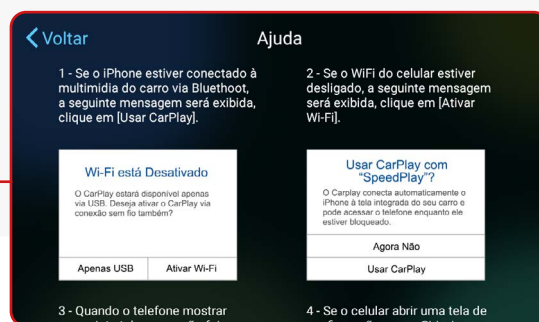 Voltar
Ajuda
1 - Se o iPhone estiver conectado à
multimidia do carro via Bluethoot,
a seguinte mensagem será exibida,
clique em [Usar CarPlay].
Wi-Fi está Desativado
O CarPlay estará disponível apenas
via USB. Deseja ativar o CarPlay via
conexão sem fio também?
Apenas USB
Ativar Wi-Fi
2 - Se o WiFi do celular estiver
desligado, a seguinte mensagem
será exibida, clique em [Ativar
Wi-Fi].
Usar CarPlay com
"SpeedPlay"?
O Carplay conecta automaticamente o
iPhone à tela integrada do seu carro e
pode acessar o telefone enquanto ele
estiver bloqueado.
Agora Não
Usar CarPlay
3 - Quando o telefone mostrar
4 - Se o celular abrir uma tela de